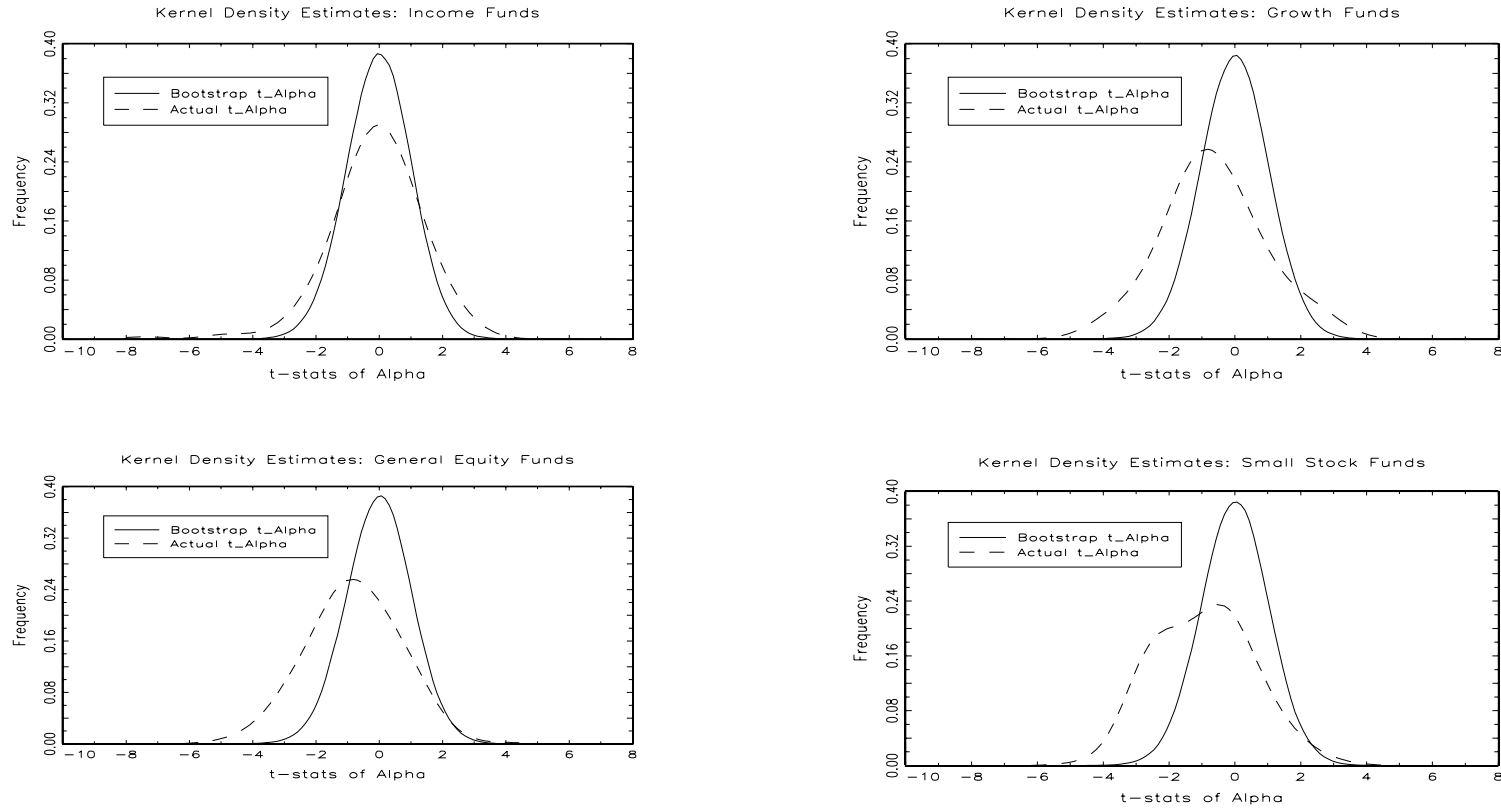 Kernel Density Estimates: Income Funds
Frequency
0.00 0.08 0.16 0.24 0.32 0.40
Bootstrap t_Alpha
Actual t_Alpha
-10 -8 -6 -4 -2 0 2 4 6 8
t-stats of Alpha
Kernel Density Estimates: Growth Funds
Frequency
0.00 0.08 0.16 0.24 0.32 0.40
Bootstrap t_Alpha
Actual t_Alpha
-10 -8 -6 -4 -2 0 2 4 6 8
t-stats of Alpha
Kernel Density Estimates: General Equity Funds
Frequency
0.00 0.08 0.16 0.24 0.32 0.40
Bootstrap t_Alpha
Actual t_Alpha
-10 -8 -6 -4 -2 0 2 4 6 8
t-stats of Alpha
Kernel Density Estimates: Small Stock Funds
Frequency
0.00 0.08 0.16 0.24 0.32 0.40
Bootstrap t_Alpha
Actual t_Alpha
-10 -8 -6 -4 -2 0 2 4 6 8
t-stats of Alpha